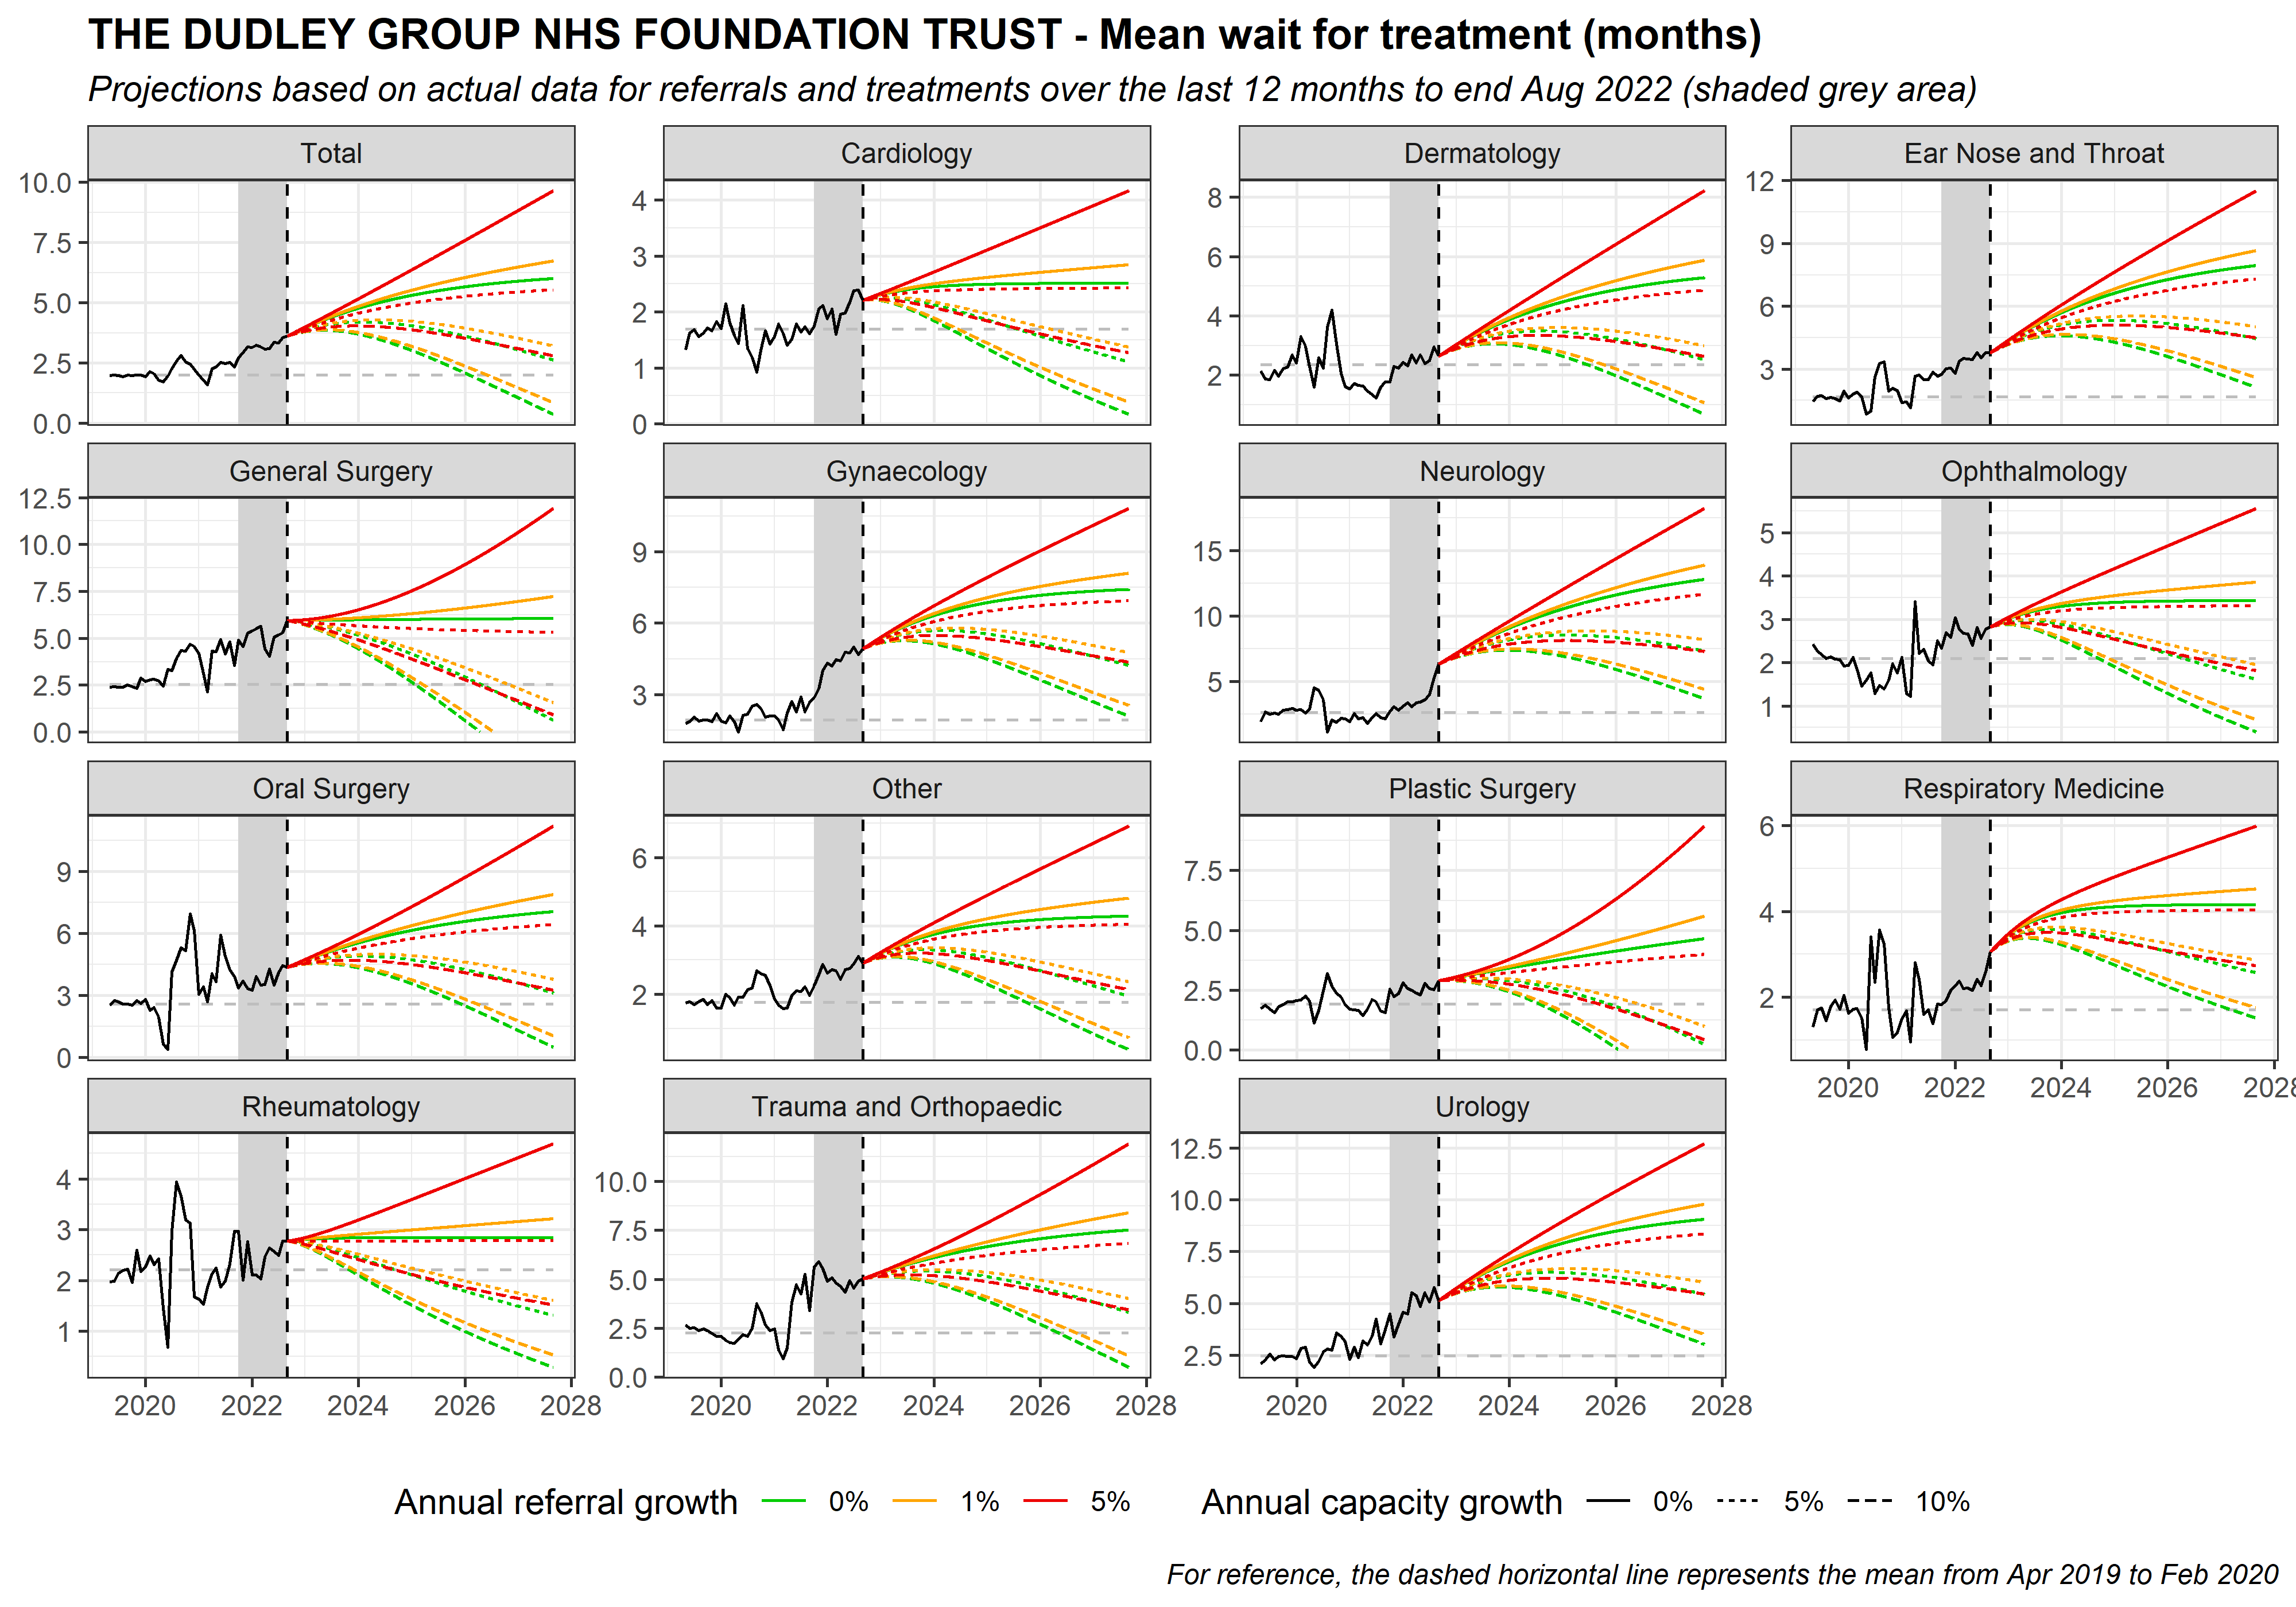 THE DUDLEY GROUP NHS FOUNDATION TRUST - Mean wait for treatment (months)
Projections based on actual data for referrals and treatments over the last 12 months to end Aug 2022 (shaded grey area)
Total
10.0
7.5
5.0
2.5
0.0
Cardiology
4
3
2
1
0
Dermatology
8
6
4
2
Ear Nose and Throat
12
9
6
3
General Surgery
12.5
10.0
7.5
5.0
2.5
0.0
Gynaecology
9
6
3
Neurology
15
10
5
Ophthalmology
5
4
3
2
1
Oral Surgery
9
6
3
0
Other
6
4
2
Plastic Surgery
7.5
5.0
2.5
0.0
Respiratory Medicine
6
4
2
2020 2022 2024 2026 2028
Rheumatology
4
3
2
1
2020 2022 2024 2026 2028
Trauma and Orthopaedic
10.0
7.5
5.0
2.5
0.0
2020 2022 2024 2026 2028
Urology
12.5
10.0
7.5
5.0
2.5
2020 2022 2024 2026 2028
Annual referral growth 0% 1% 5% Annual capacity growth 0% 5% 10%
For reference, the dashed horizontal line represents the mean from Apr 2019 to Feb 2020